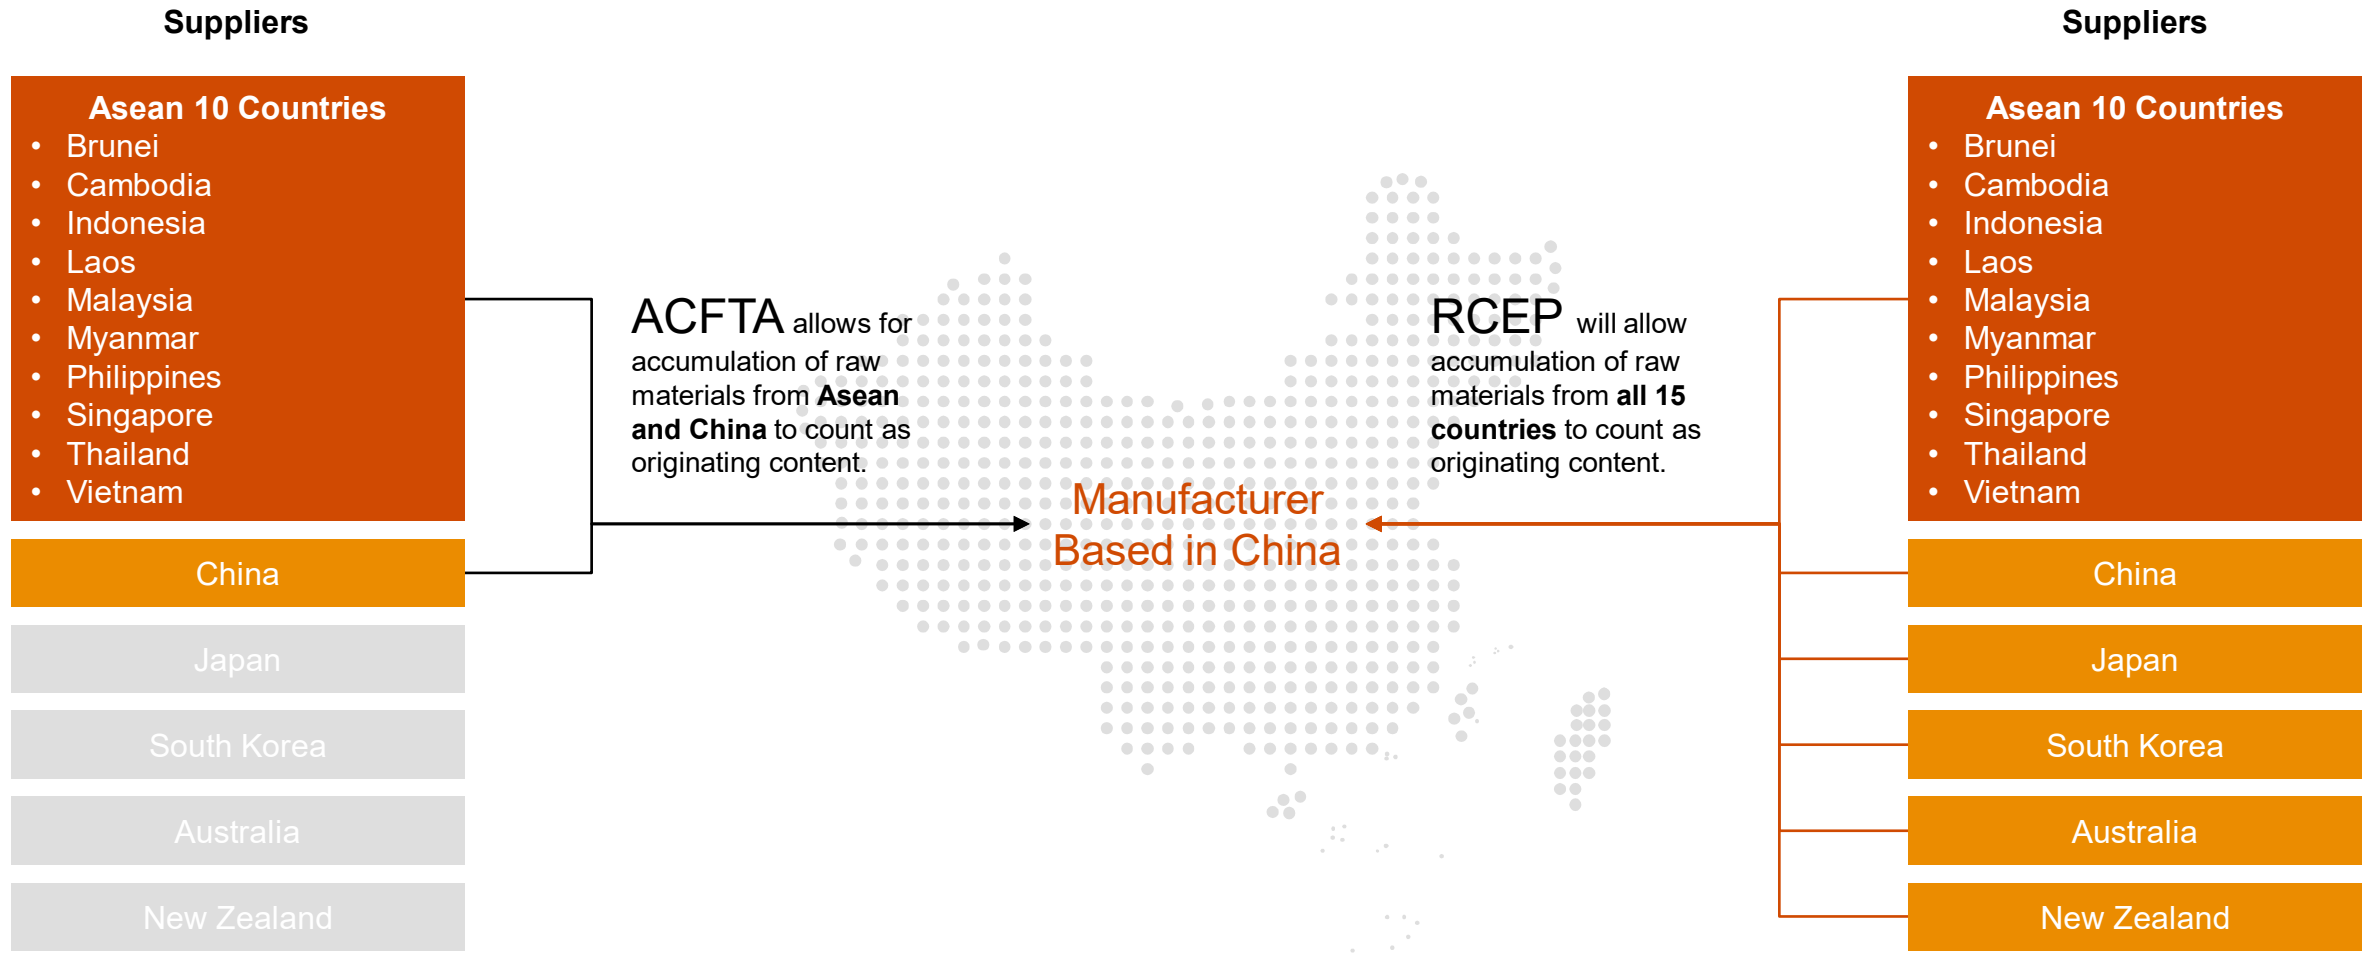 Suppliers
Asean 10 Countries
• Brunei
• Cambodia
• Indonesia
• Laos
• Malaysia
• Myanmar
• Philippines
• Singapore
• Thailand
• Vietnam
China
Japan
South Korea
Australia
New Zealand
ACFTA allows for
accumulation of raw
materials from Asean
and China to count as
originating content.
Manufacturer
Based in China
RCEP will allow
accumulation of raw
materials from all 15
countries to count as
originating content.
Suppliers
Asean 10 Countries
• Brunei
• Cambodia
• Indonesia
• Laos
• Malaysia
• Myanmar
• Philippines
• Singapore
• Thailand
• Vietnam
China
Japan
South Korea
Australia
New Zealand